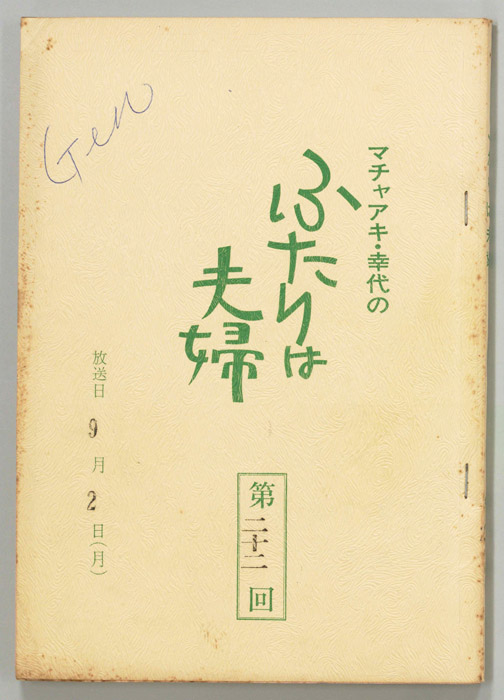 マチャアキ・幸代の
ふたりは
夫婦
第二十二回
放送日 9月2日(月)
Gen